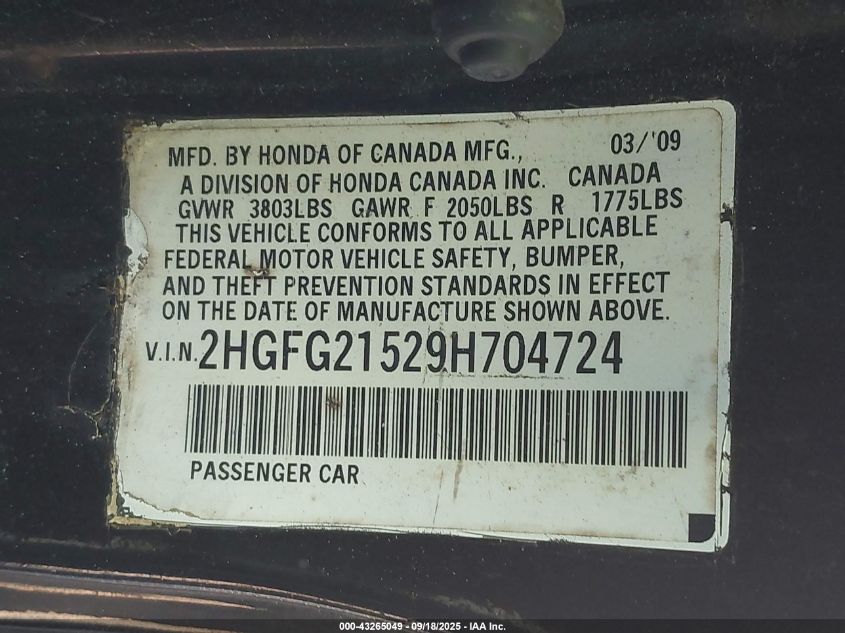 MFD. BY HONDA OF CANADA MFG., 03/'09
A DIVISION OF HONDA CANADA INC. CANADA
GVWR 3803LBS GAWR F 2050LBS R 1775LBS
THIS VEHICLE CONFORMS TO ALL APPLICABLE
FEDERAL MOTOR VEHICLE SAFETY, BUMPER,
AND THEFT PREVENTION STANDARDS IN EFFECT
ON THE DATE OF MANUFACTURE SHOWN ABOVE.
V.I.N. 2HGFG21529H704724
PASSENGER CAR
000-43265049 - 09/18/2025 - IAA Inc.